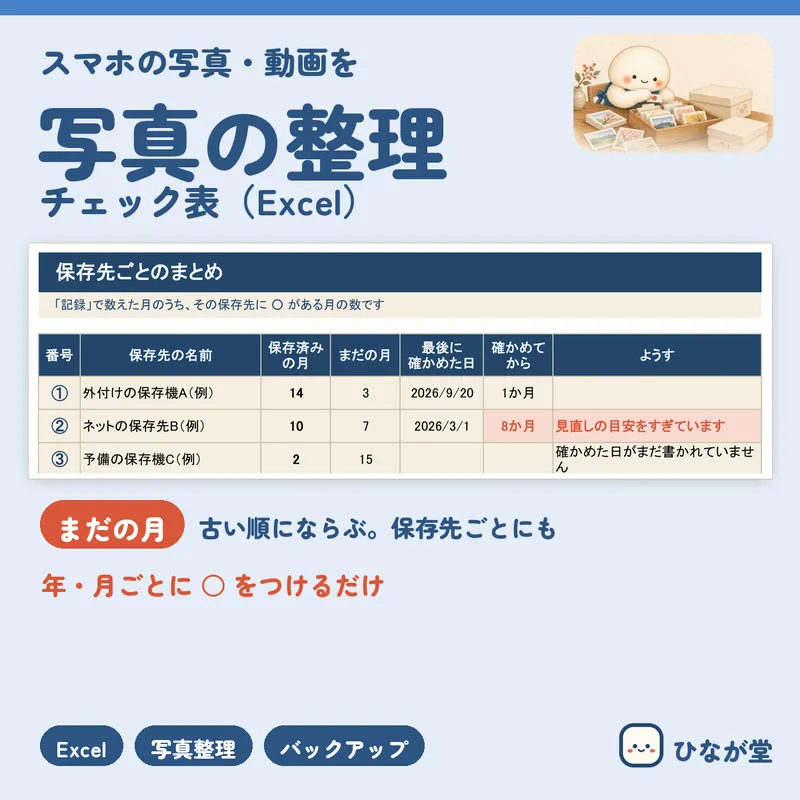 スマホの写真・動画を
写真の整理
チェック表（Excel）
保存先ごとのまとめ
「記録」で数えた月のうち、その保存先に 〇 がある月の数です
番号 保存先の名前 保存済みの月 まだの月 最後に確かめた日 確かめてから ようす
① 外付けの保存機A（例） 14 3 2026/9/20 1か月
② ネットの保存先B（例） 10 7 2026/3/1 8か月 見直しの目安をすぎています
③ 予備の保存機C（例） 2 15 確かめた日がまだ書かれていません
まだの月 古い順にならぶ。保存先ごとにも
年・月ごとに 〇 をつけるだけ
Excel 写真整理 バックアップ
ひなが堂